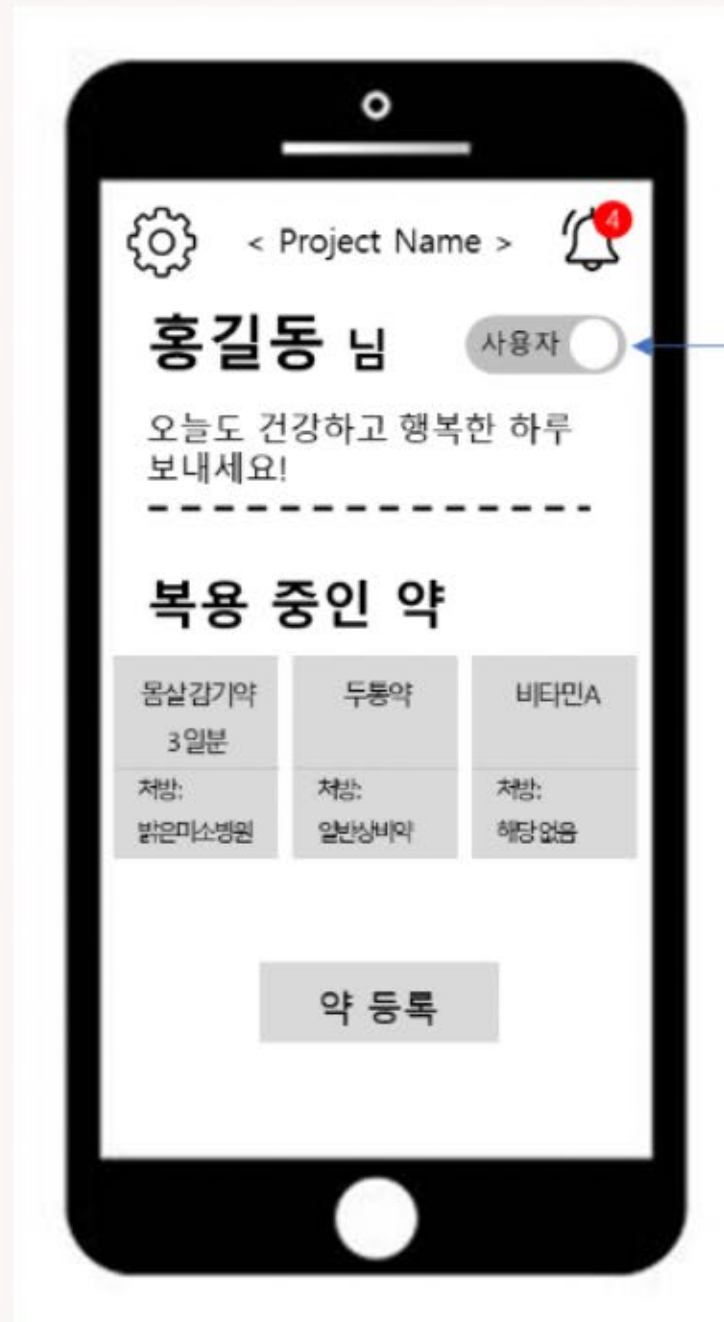 < Project Name >
4
홍길동 님
사용자
오늘도 건강하고 행복한 하루
보내세요!
복용 중인 약
몸살감기약
3일분
처방:
밝은미소병원
두통약
처방:
일반상비약
비타민A
처방:
해당 없음
약 등록